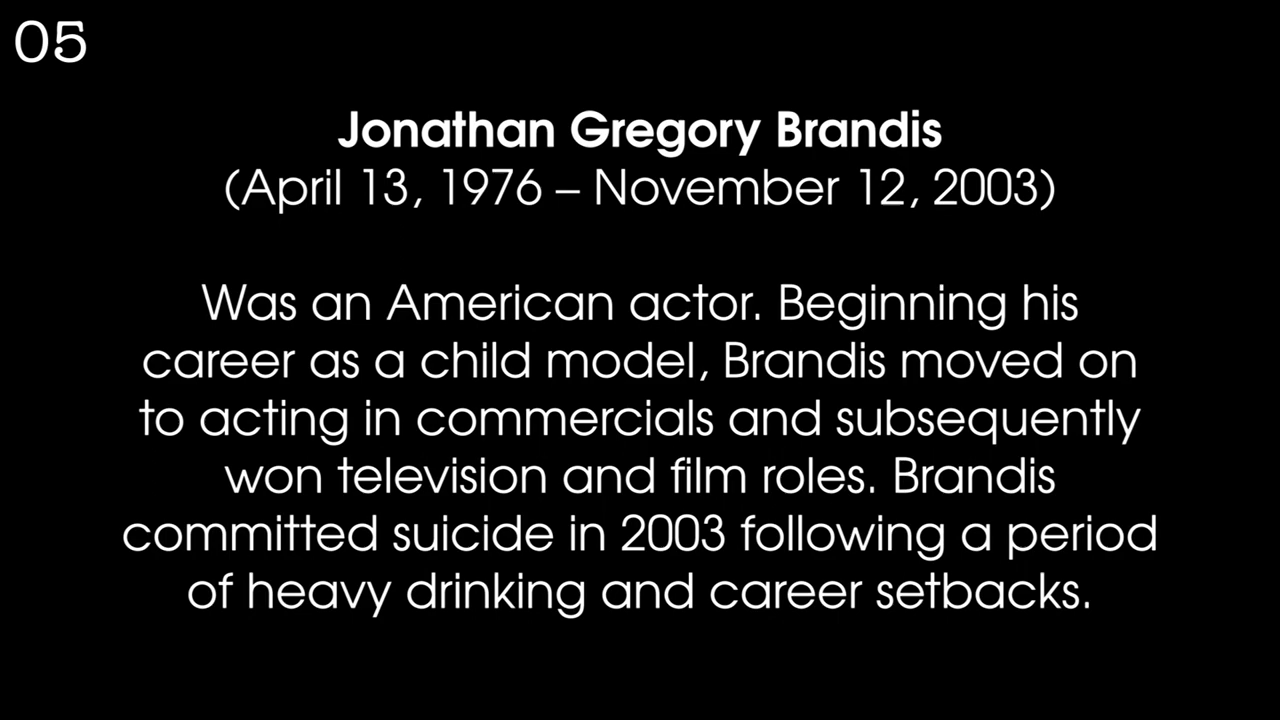 05
Jonathan Gregory Brandis
(April 13, 1976 – November 12, 2003)
Was an American actor. Beginning his
career as a child model, Brandis moved on
to acting in commercials and subsequently
won television and film roles. Brandis
committed suicide in 2003 following a period
of heavy drinking and career setbacks.